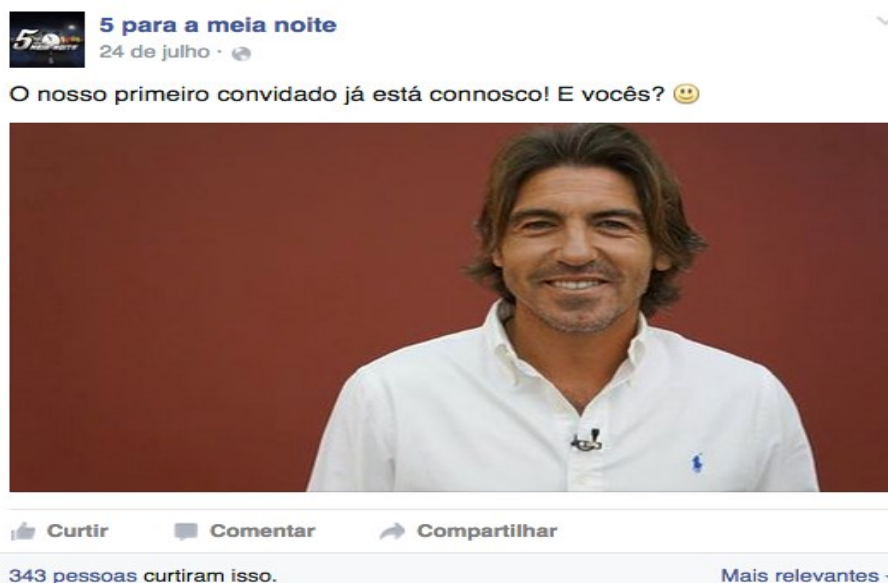 5 para a meia noite
24 de julho ·
O nosso primeiro convidado já está connosco! E vocês?
Curtir Comentar Compartilhar
343 pessoas curtiram isso. Mais relevantes